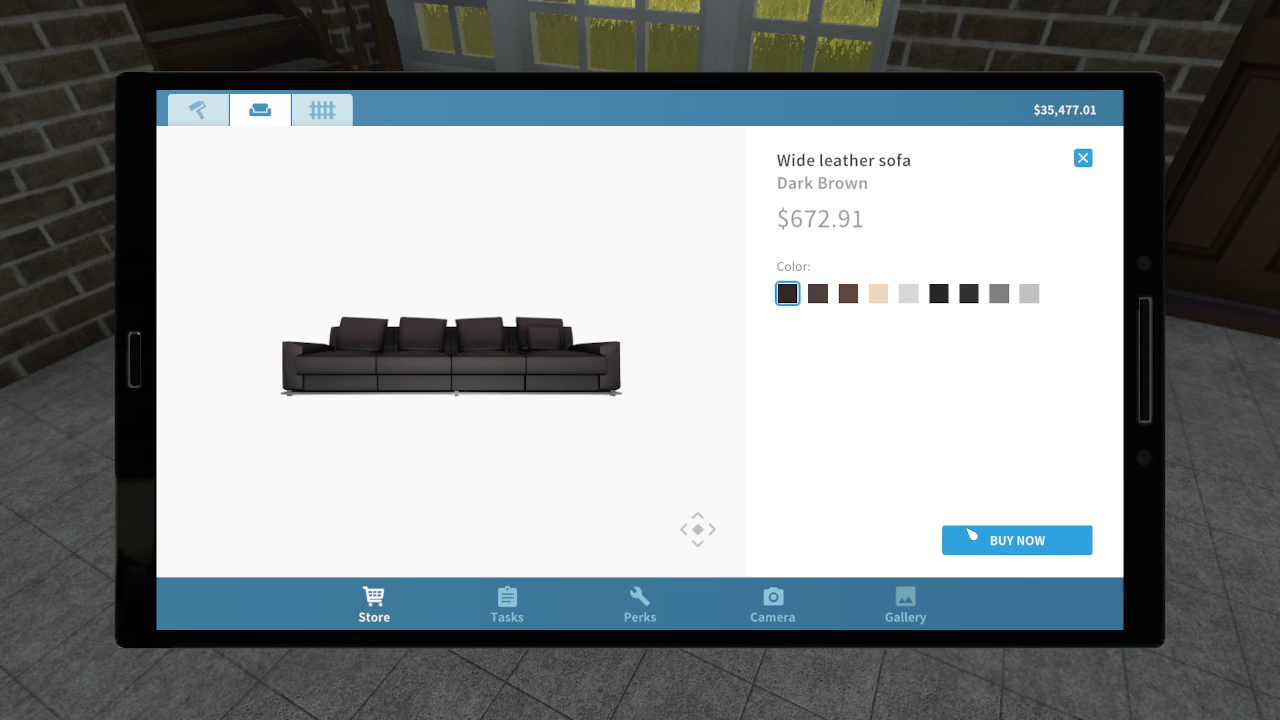 $35,477.01
Wide leather sofa
Dark Brown
$672.91
Color:
BUY NOW
Store
Tasks
Perks
Camera
Gallery